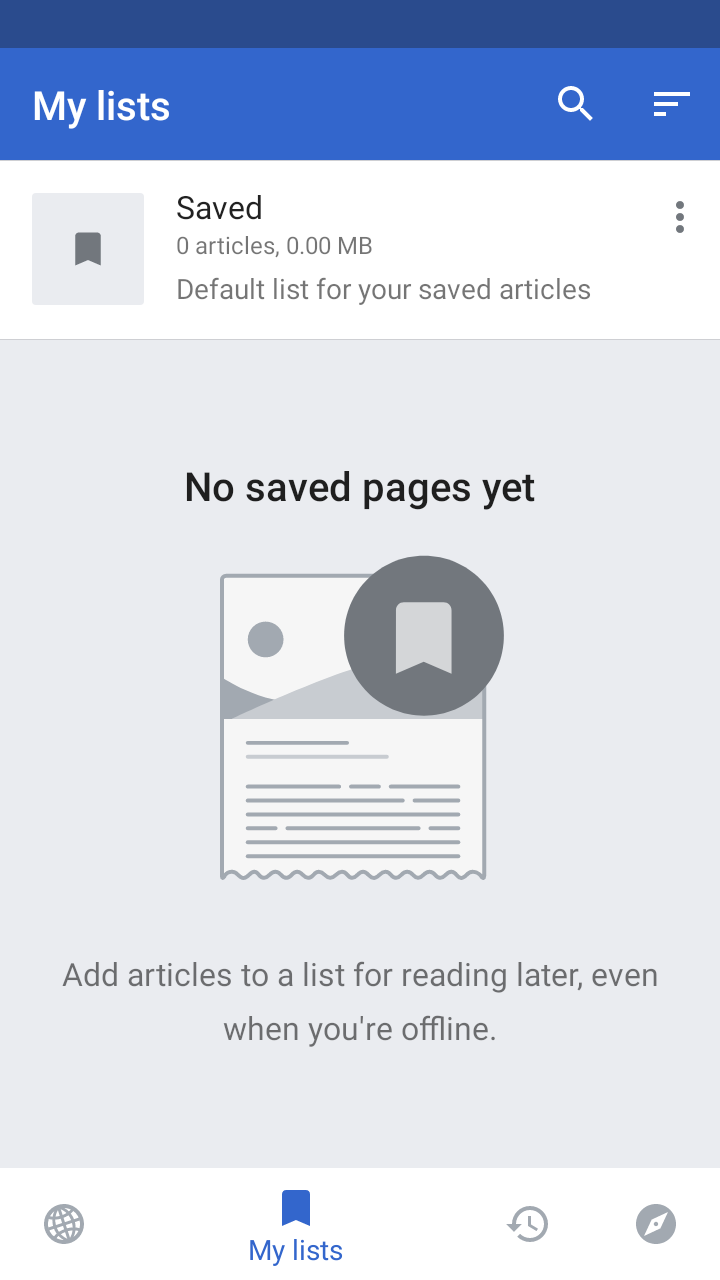 My lists
Saved
0 articles, 0.00 MB
Default list for your saved articles
No saved pages yet
Add articles to a list for reading later, even
when you're offline.
My lists